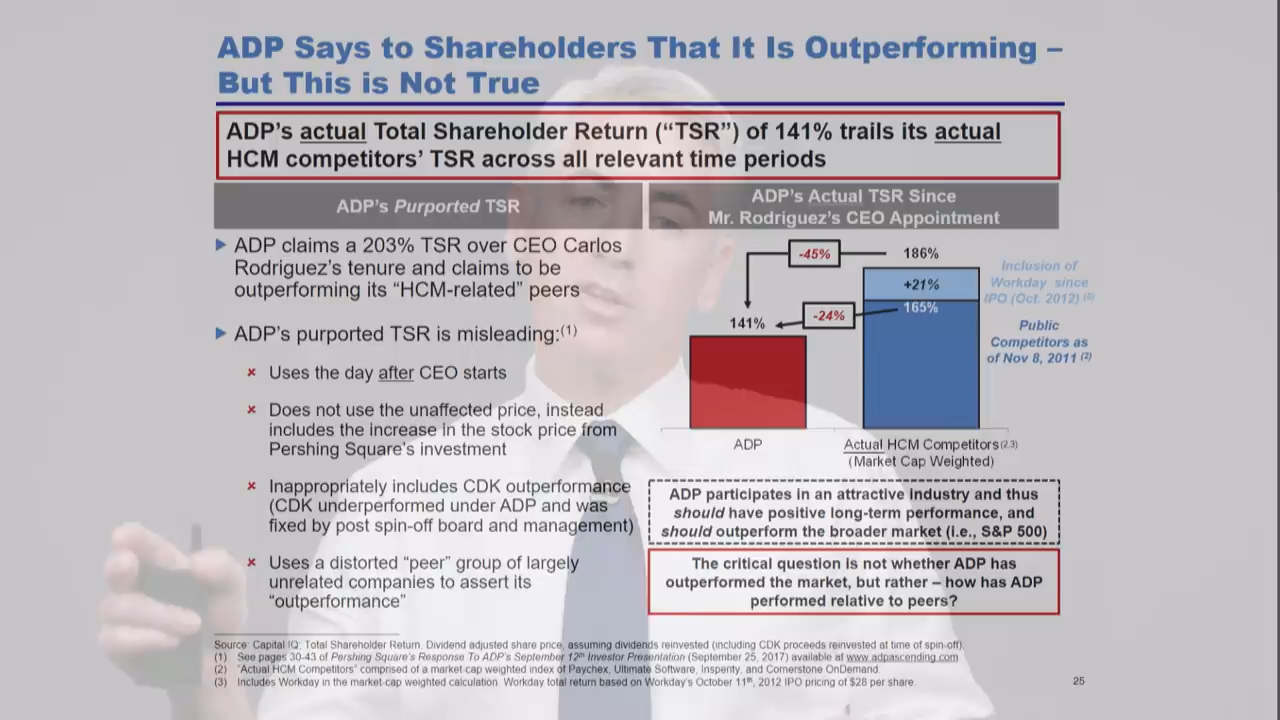 ADP Says to Shareholders That It Is Outperforming –
But This is Not True
ADP's actual Total Shareholder Return ("TSR") of 141% trails its actual
HCM competitors' TSR across all relevant time periods
ADP's Purported TSR
ADP claims a 203% TSR over CEO Carlos
Rodriguez's tenure and claims to be
outperforming its "HCM-related" peers
ADP's purported TSR is misleading:(1)
Uses the day after CEO starts
Does not use the unaffected price, instead
includes the increase in the stock price from
Pershing Square's investment
Inappropriately includes CDK outperformance
(CDK underperformed under ADP and was
fixed by post spin-off board and management)
Uses a distorted "peer" group of largely
unrelated companies to assert its
"outperformance"
ADP's Actual TSR Since
Mr. Rodriguez's CEO Appointment
-45%
186%
+21%
Inclusion of
Workday since
IPO (Oct. 2012) (3)
141%
-24%
165%
Public
Competitors as
of Nov 8, 2011 (2)
ADP
Actual HCM Competitors(2,3)
(Market Cap Weighted)
ADP participates in an attractive industry and thus
should have positive long-term performance, and
should outperform the broader market (i.e., S&P 500)
The critical question is not whether ADP has
outperformed the market, but rather – how has ADP
performed relative to peers?
Source: Capital IQ; Total Shareholder Return. Dividend adjusted share price, assuming dividends reinvested (including CDK proceeds reinvested at time of spin-off).
(1) See pages 30-43 of Pershing Square's Response To ADP's September 12th Investor Presentation (September 25, 2017) available at www.adpascending.com
(2) "Actual HCM Competitors" comprised of a market-cap weighted index of Paychex, Ultimate Software, Insperity, and Cornerstone OnDemand.
(3) Includes Workday in the market-cap weighted calculation. Workday total return based on Workday's October 11th, 2012 IPO pricing of $28 per share.
25